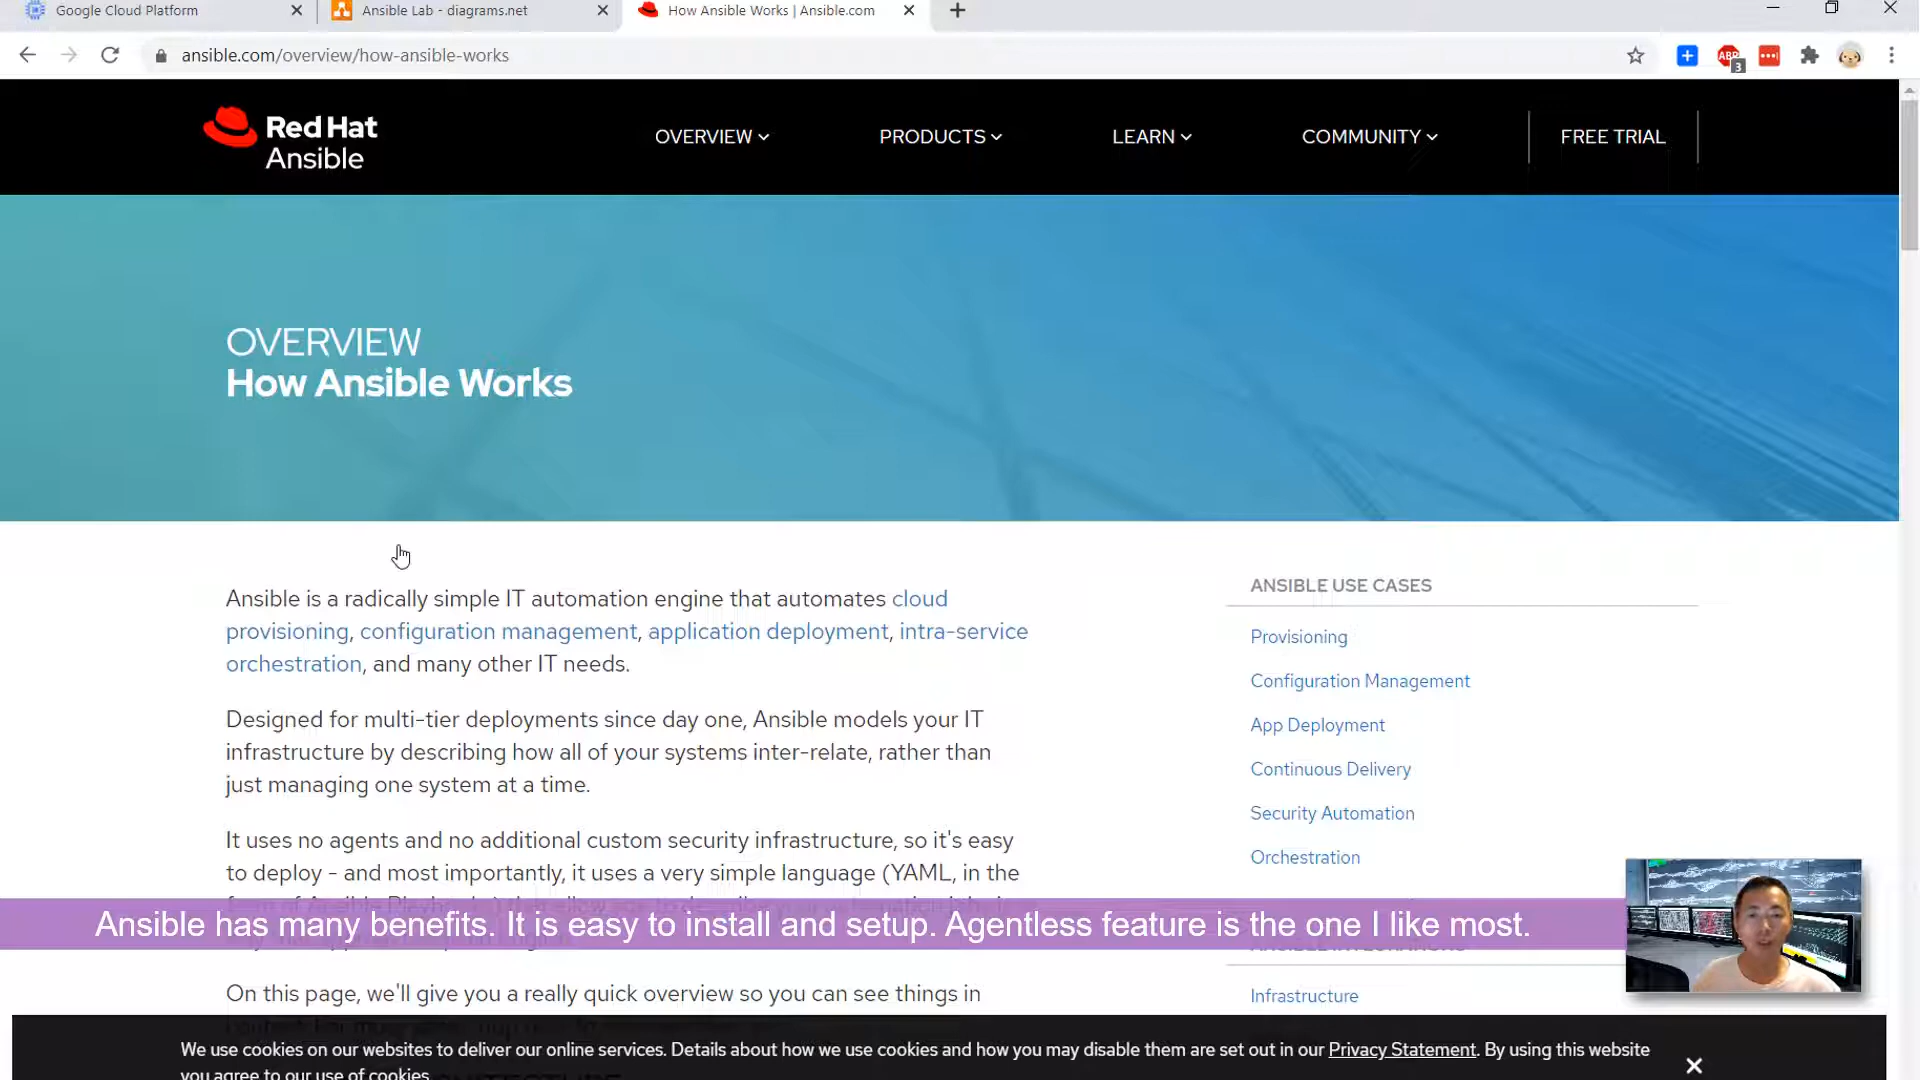 Google Cloud Platform
Ansible Lab - diagrams.net
How Ansible Works | Ansible.com
ansible.com/overview/how-ansible-works
ABP
3
Red Hat
Ansible
OVERVIEW
PRODUCTS
LEARN
COMMUNITY
FREE TRIAL
OVERVIEW
How Ansible Works
Ansible is a radically simple IT automation engine that automates cloud
provisioning, configuration management, application deployment, intra-service
orchestration, and many other IT needs.
Designed for multi-tier deployments since day one, Ansible models your IT
infrastructure by describing how all of your systems inter-relate, rather than
just managing one system at a time.
It uses no agents and no additional custom security infrastructure, so it's easy
to deploy - and most importantly, it uses a very simple language (YAML, in the
Ansible has many benefits. It is easy to install and setup. Agentless feature is the one I like most.
On this page, we'll give you a really quick overview so you can see things in
ANSIBLE USE CASES
Provisioning
Configuration Management
App Deployment
Continuous Delivery
Security Automation
Orchestration
Infrastructure
We use cookies on our websites to deliver our online services. Details about how we use cookies and how you may disable them are set out in our Privacy Statement. By using this website
you agree to our use of cookies.